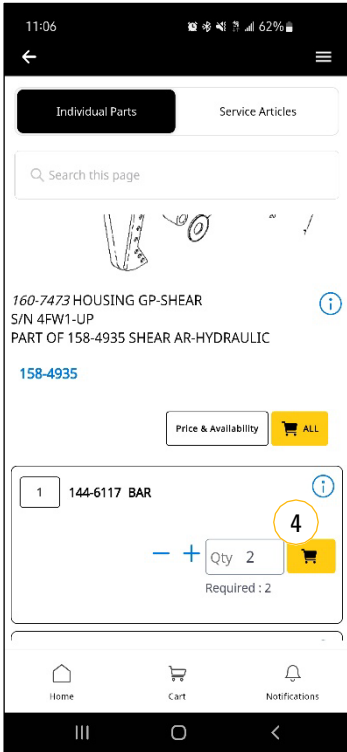 11:06 62%
Individual Parts Service Articles
Search this page
160-7473 HOUSING GP-SHEAR
S/N 4FW1-UP
PART OF 158-4935 SHEAR AR-HYDRAULIC
158-4935
Price & Availability ALL
1 144-6117 BAR
4
Qty 2
Required : 2
Home Cart Notifications